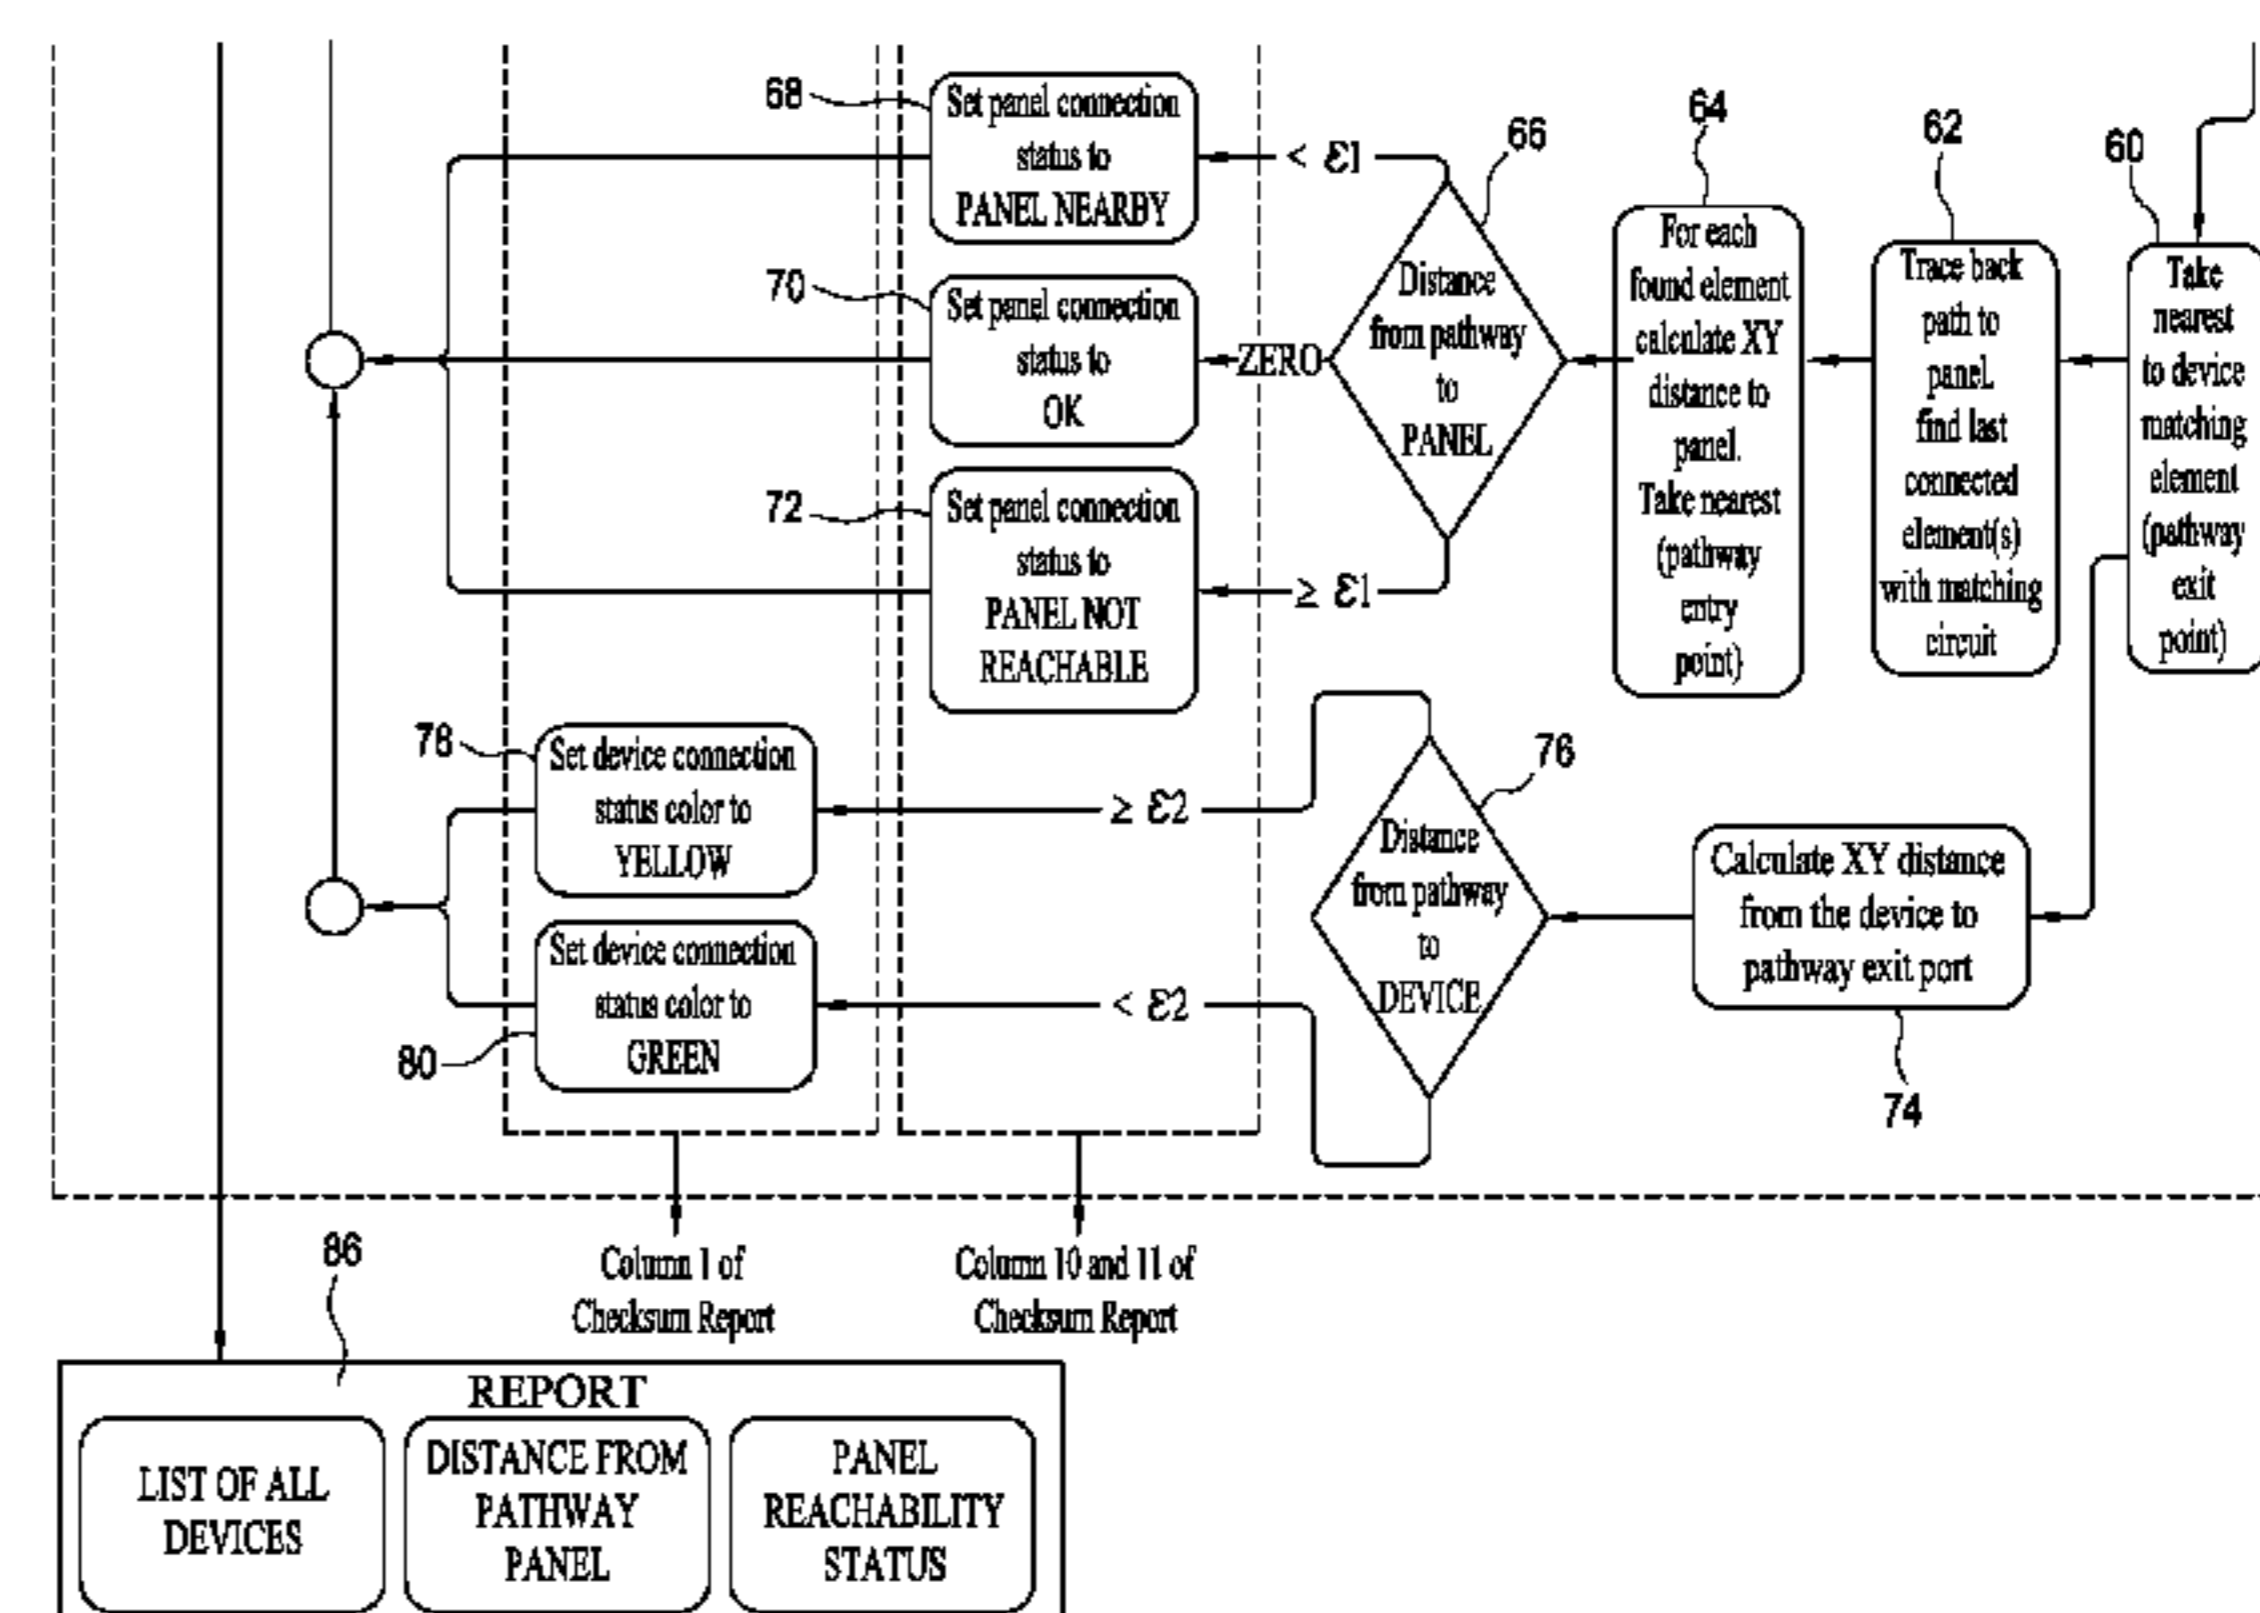 68
Set panel connection
status to
PANEL NEARBY
< ε1
66
64
62
60
70
Set panel connection
status to
OK
ZERO
Distance
from pathway
to
PANEL
For each
found element
calculate XY
distance to
panel.
Take nearest
(pathway
entry
point)
Trace back
path to
panel.
find last
connected
element(s)
with matching
circuit
Take
nearest
to device
matching
element
(pathway
exit
point)
72
Set panel connection
status to
PANEL NOT
REACHABLE
≥ ε1
78
Set device connection
status color to
YELLOW
≥ ε2
76
Distance
from pathway
to
DEVICE
Calculate XY distance
from the device to
pathway exit port
74
80
Set device connection
status color to
GREEN
< ε2
Column 1 of
Checksum Report
Column 10 and 11 of
Checksum Report
86
REPORT
LIST OF ALL
DEVICES
DISTANCE FROM
PATHWAY
PANEL
PANEL
REACHABILITY
STATUS